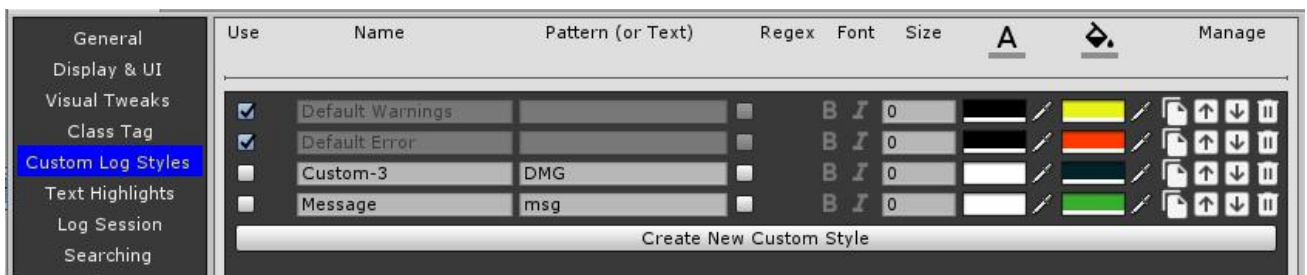 General
Display & UI
Visual Tweaks
Class Tag
Custom Log Styles
Text Highlights
Log Session
Searching
Use Name Pattern (or Text) Regex Font Size A Manage
Default Warnings B I 0
Default Error B I 0
Custom-3 DMG B I 0
Message msg B I 0
Create New Custom Style